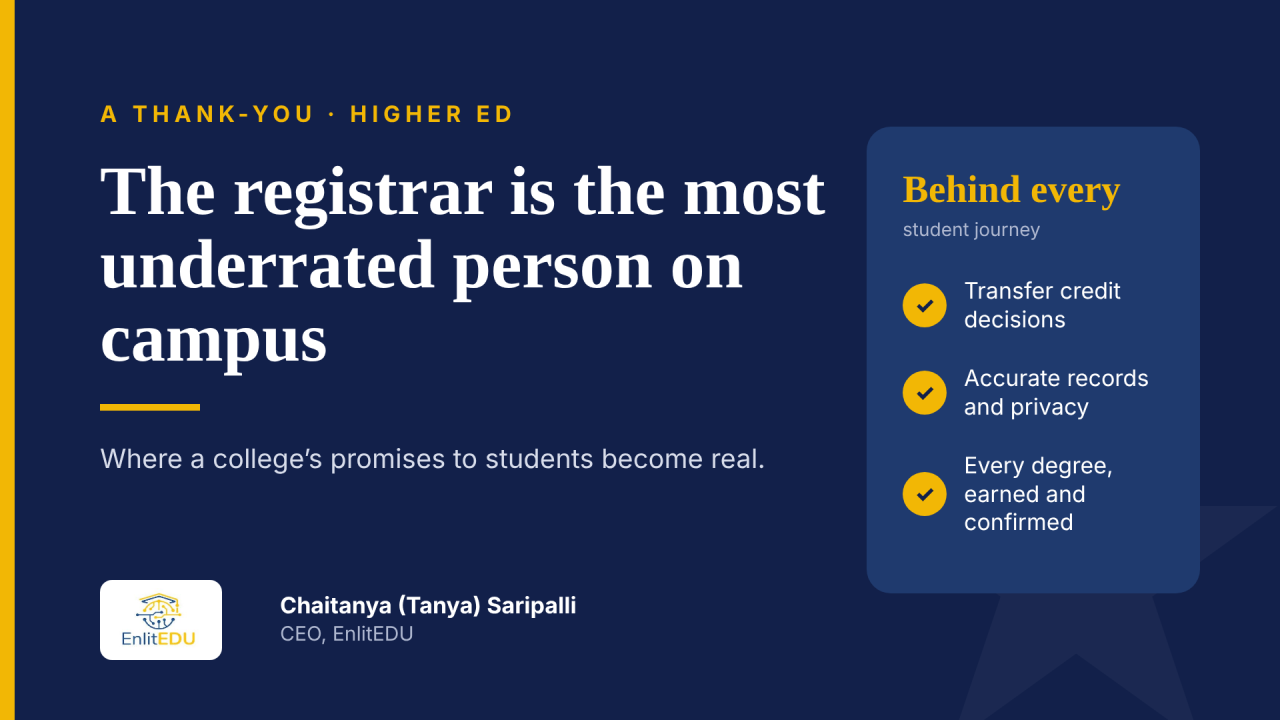 A THANK-YOU · HIGHER ED
The registrar is the most
underrated person on
campus
Where a college’s promises to students become real.
EnlitEDU
Chaitanya (Tanya) Saripalli
CEO, EnlitEDU
Behind every
student journey
Transfer credit
decisions
Accurate records
and privacy
Every degree,
earned and
confirmed